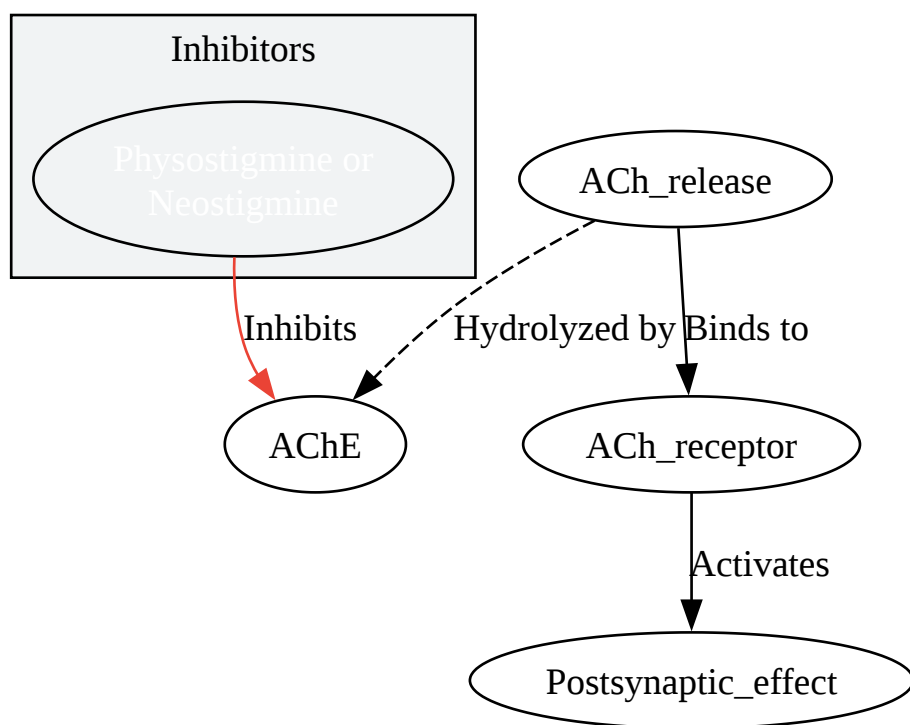 Inhibitors
Physostigmine or
Neostigmine
ACh_release
Inhibits
Hydrolyzed by
Binds to
AChE
ACh_receptor
Activates
Postsynaptic_effect